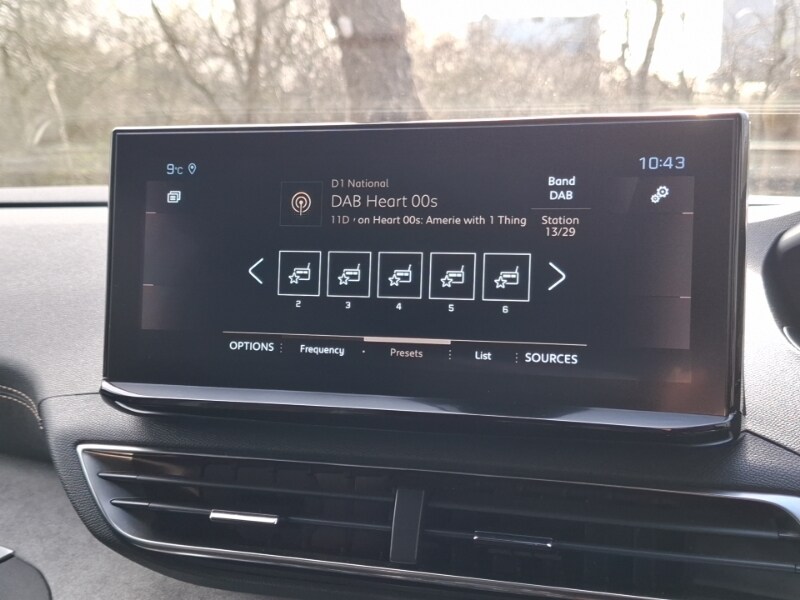 9°C
10:43
D1 National
DAB Heart 00s
11D
on Heart 00s: Amerie with 1 Thing
Band
DAB
Station
13/29
2 3 4 5 6
OPTIONS Frequency Presets List SOURCES